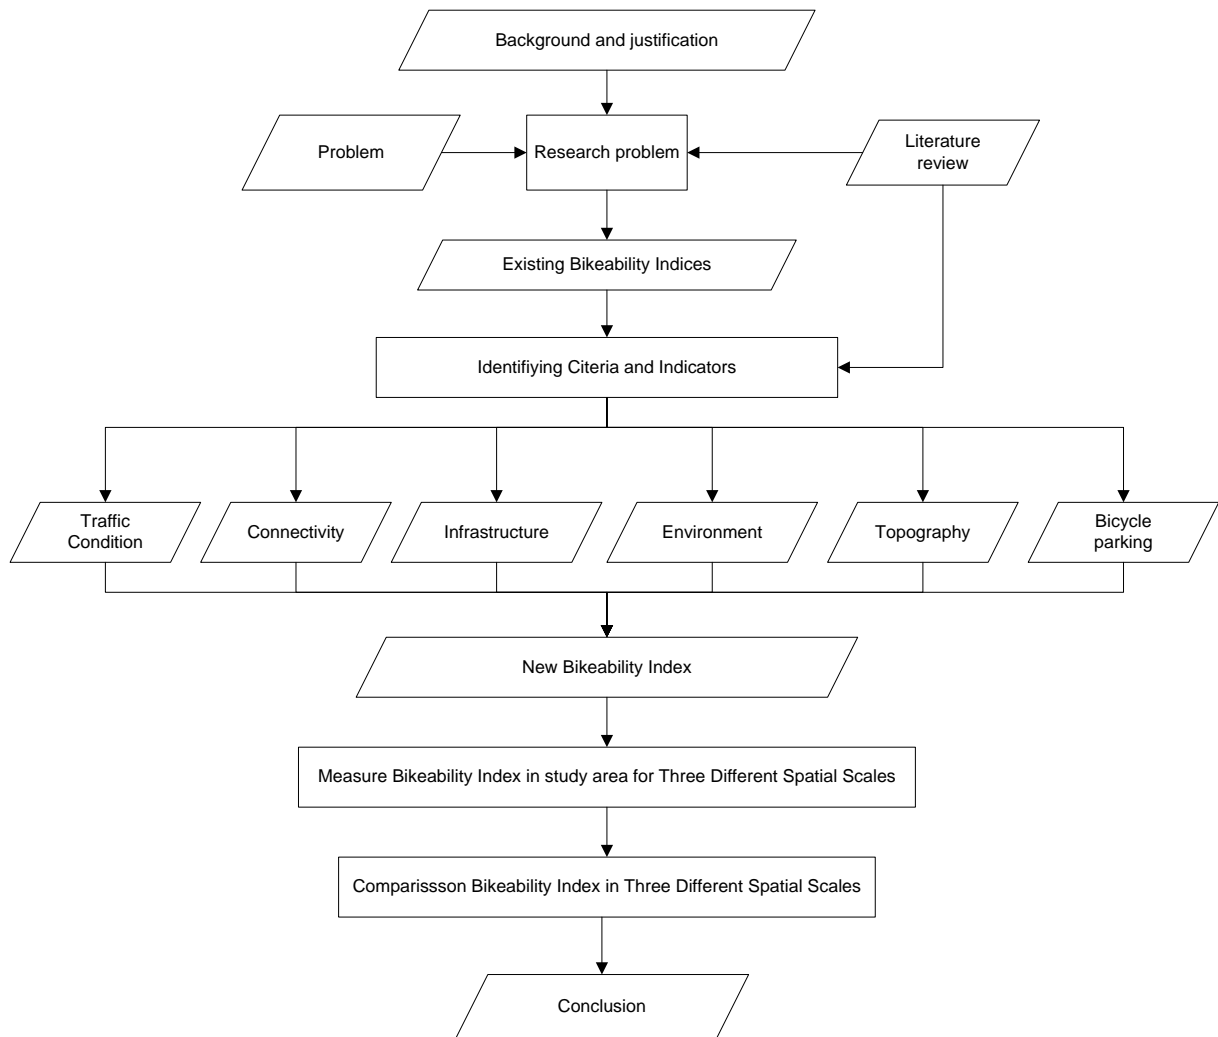 Background and justification
Problem
Research problem
Literature
review
Existing Bikeability Indices
Identifiying Citeria and Indicators
Traffic
Condition
Connectivity
Infrastructure
Environment
Topography
Bicycle
parking
New Bikeability Index
Measure Bikeability Index in study area for Three Different Spatial Scales
Comparissson Bikeability Index in Three Different Spatial Scales
Conclusion